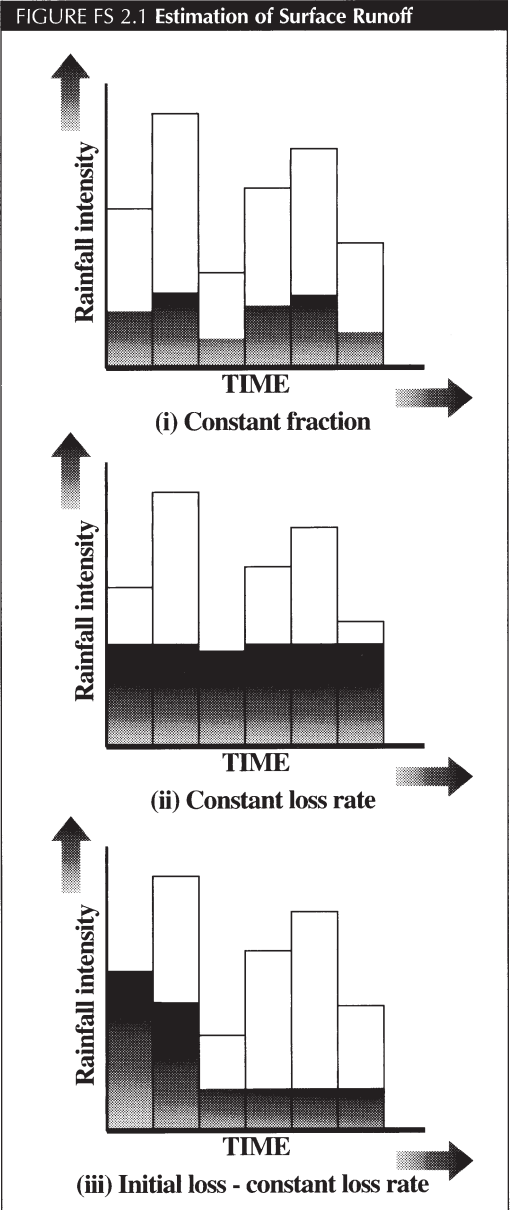 FIGURE FS 2.1 Estimation of Surface Runoff
Rainfall intensity
TIME
(i) Constant fraction
Rainfall intensity
TIME
(ii) Constant loss rate
Rainfall intensity
TIME
(iii) Initial loss - constant loss rate